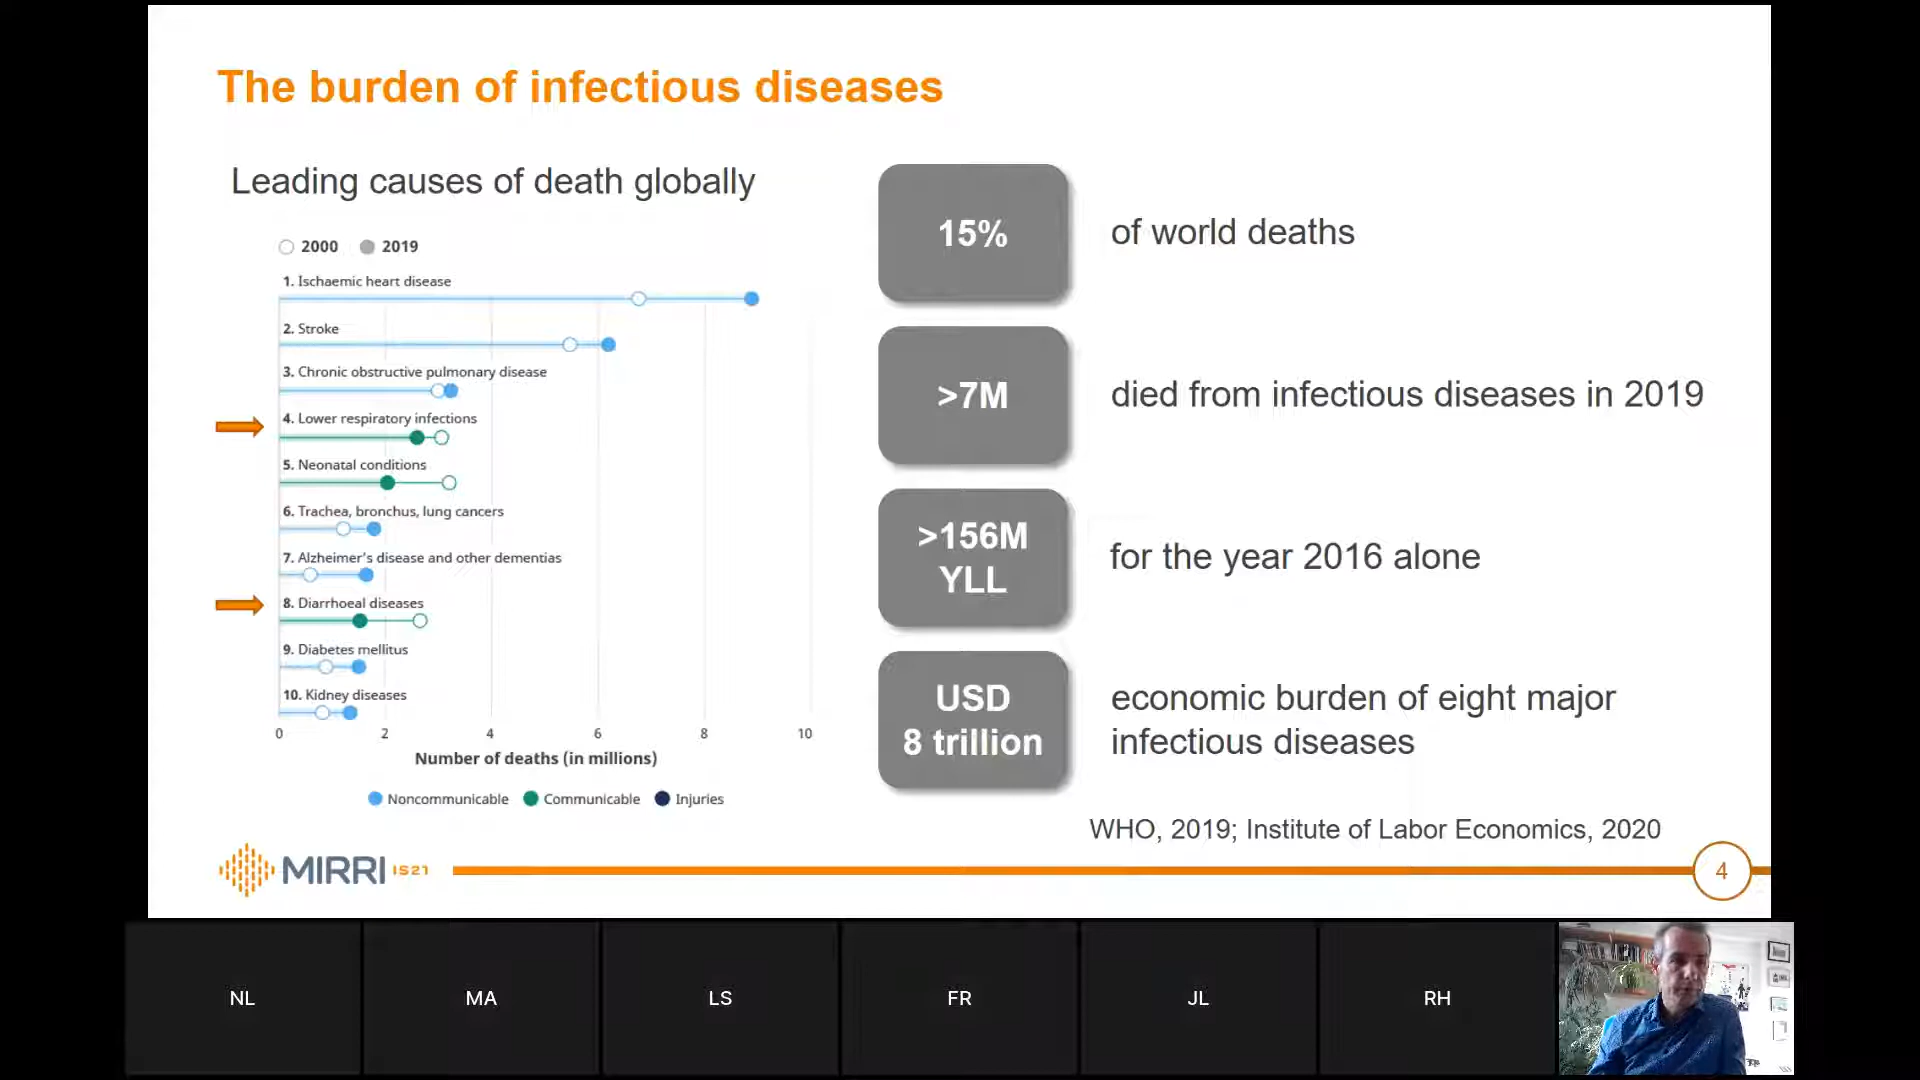 The burden of infectious diseases
Leading causes of death globally
2000 2019
1. Ischaemic heart disease
2. Stroke
3. Chronic obstructive pulmonary disease
4. Lower respiratory infections
5. Neonatal conditions
6. Trachea, bronchus, lung cancers
7. Alzheimer's disease and other dementias
8. Diarrhoeal diseases
9. Diabetes mellitus
10. Kidney diseases
0 2 4 6 8 10
Number of deaths (in millions)
Noncommunicable Communicable Injuries
15%
of world deaths
>7M
died from infectious diseases in 2019
>156M
YLL
for the year 2016 alone
USD
8 trillion
economic burden of eight major
infectious diseases
WHO, 2019; Institute of Labor Economics, 2020
MIRRI IS21
4
NL MA LS FR JL RH